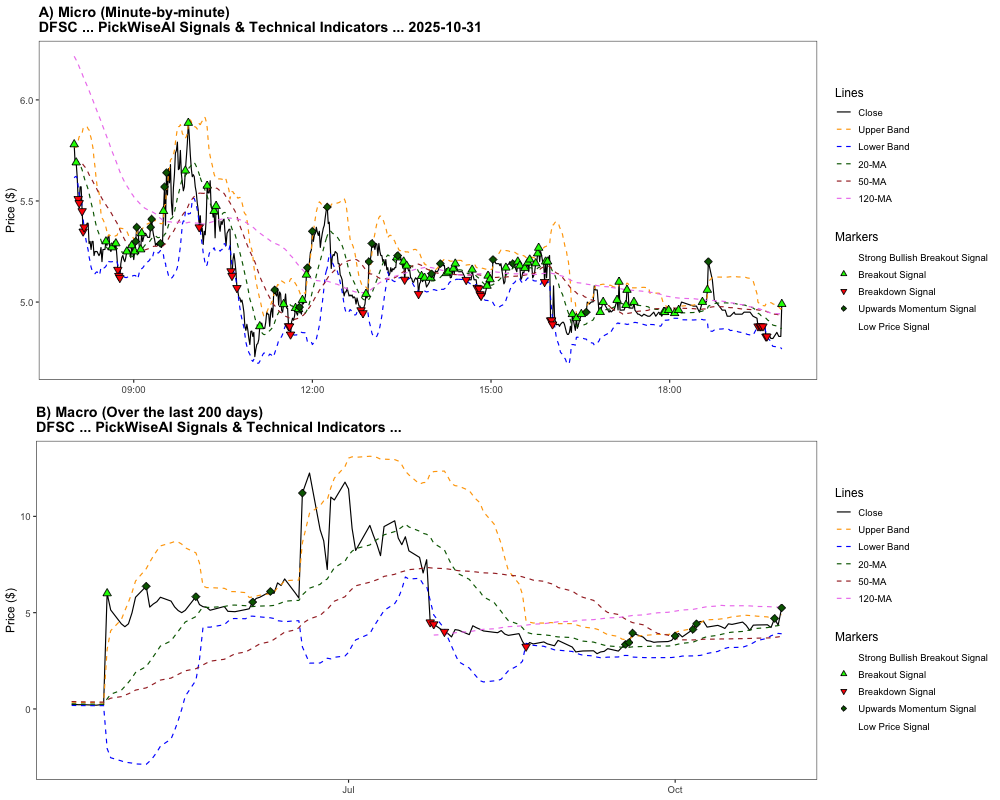 A) Micro (Minute-by-minute)
DFSC ... PickWiseAI Signals & Technical Indicators ... 2025-10-31
Price ($)
6.0
5.5
5.0
09:00
12:00
15:00
18:00
Lines
Close
Upper Band
Lower Band
20-MA
50-MA
120-MA
Markers
Strong Bullish Breakout Signal
Breakout Signal
Breakdown Signal
Upwards Momentum Signal
Low Price Signal
B) Macro (Over the last 200 days)
DFSC ... PickWiseAI Signals & Technical Indicators ...
Price ($)
10
5
0
Jul
Oct
Lines
Close
Upper Band
Lower Band
20-MA
50-MA
120-MA
Markers
Strong Bullish Breakout Signal
Breakout Signal
Breakdown Signal
Upwards Momentum Signal
Low Price Signal